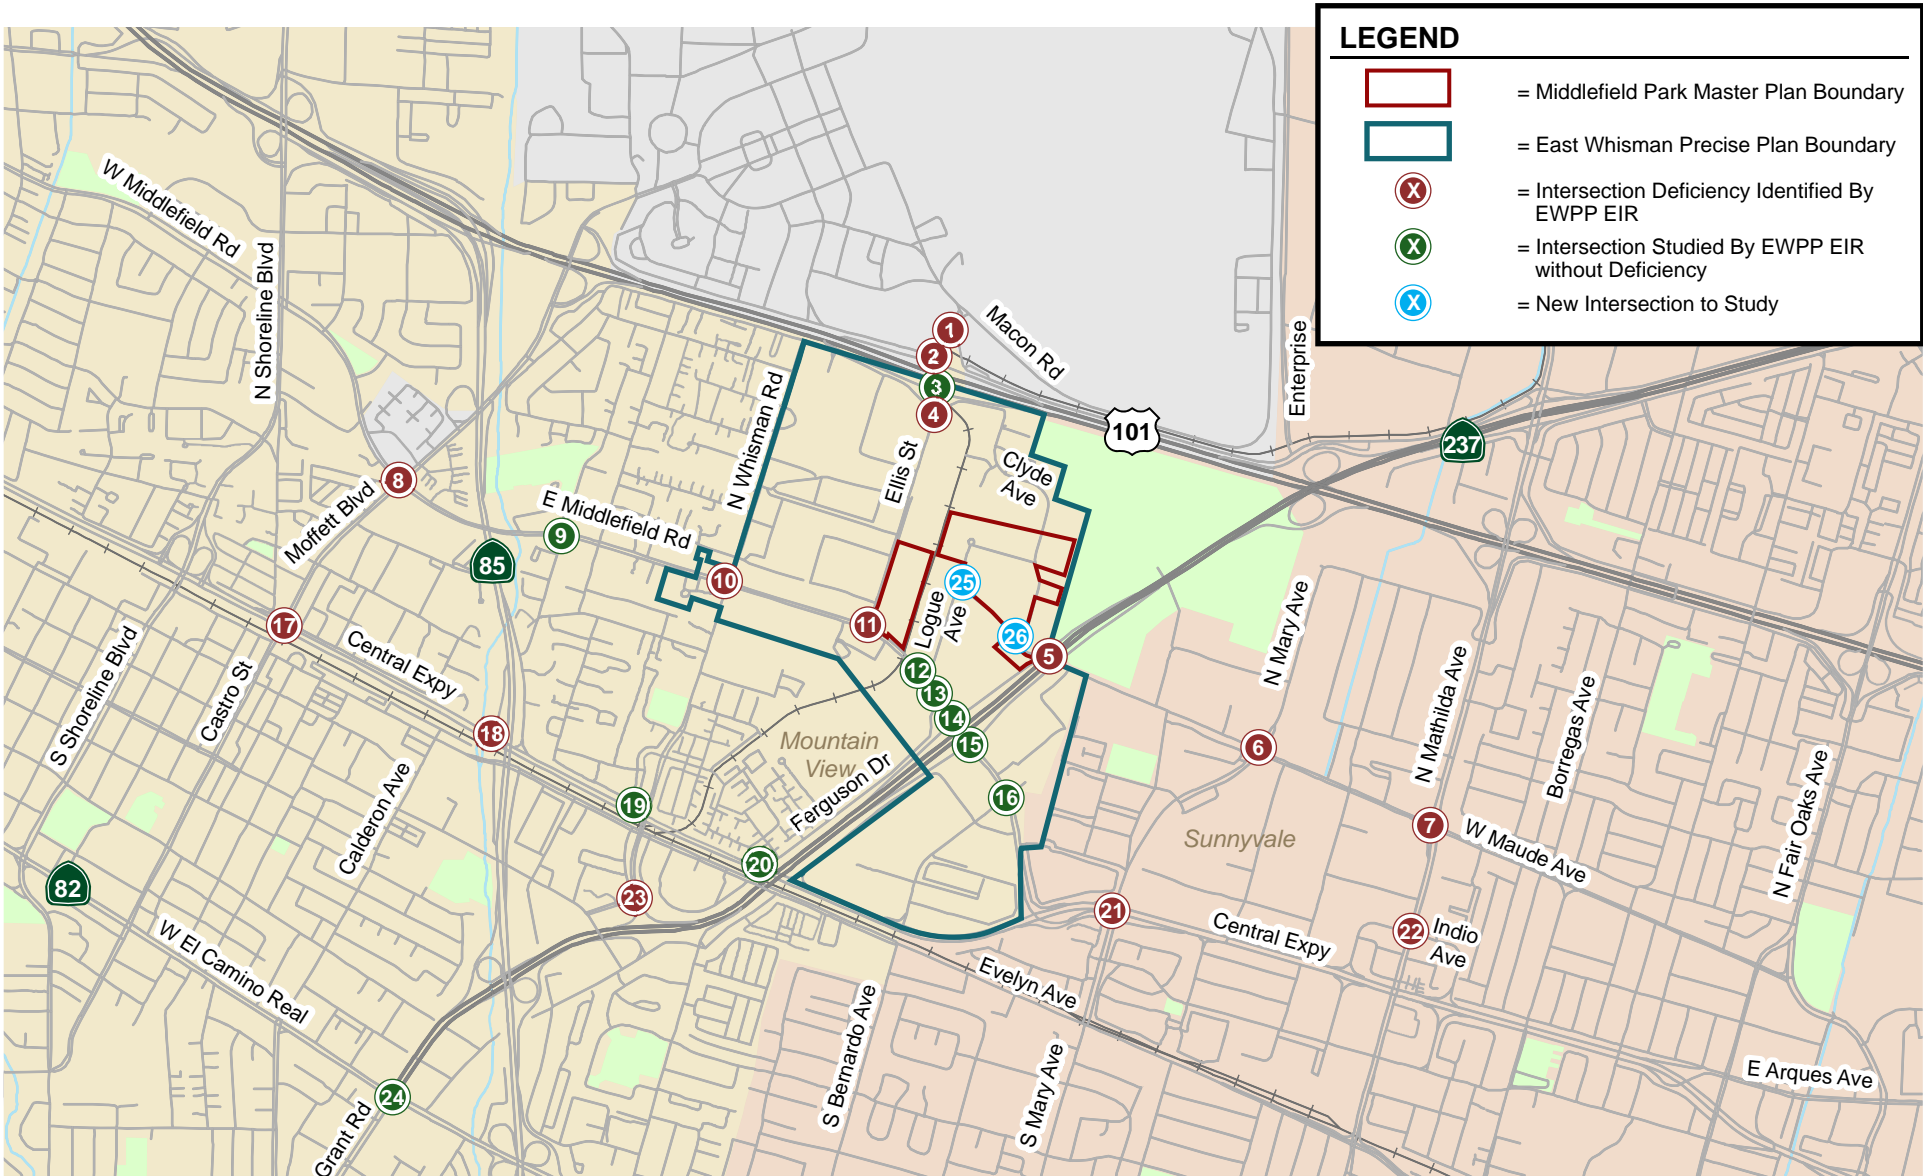 LEGEND
= Middlefield Park Master Plan Boundary
= East Whisman Precise Plan Boundary
X
= Intersection Deficiency Identified By
EWPP EIR
X
= Intersection Studied By EWPP EIR
without Deficiency
X
= New Intersection to Study
W Middlefield Rd
N Shoreline Blvd
Macon Rd
Enterprise
1
2
3
4
101
237
N Whisman Rd
Ellis St
Clyde
Ave
8
Moffett Blvd
E Middlefield Rd
9
85
10
25
11
Logue
Ave
26
5
12
13
14
15
16
17
Central Expy
S Shoreline Blvd
Castro St
18
Calderon Ave
19
Mountain
View
Ferguson Dr
20
N Mary Ave
N Mathilda Ave
Borregas Ave
6
7
Sunnyvale
W Maude Ave
N Fair Oaks Ave
82
23
21
22
Indio
Ave
Central Expy
W El Camino Real
Evelyn Ave
S Bernardo Ave
S Mary Ave
E Arques Ave
24
Grant Rd